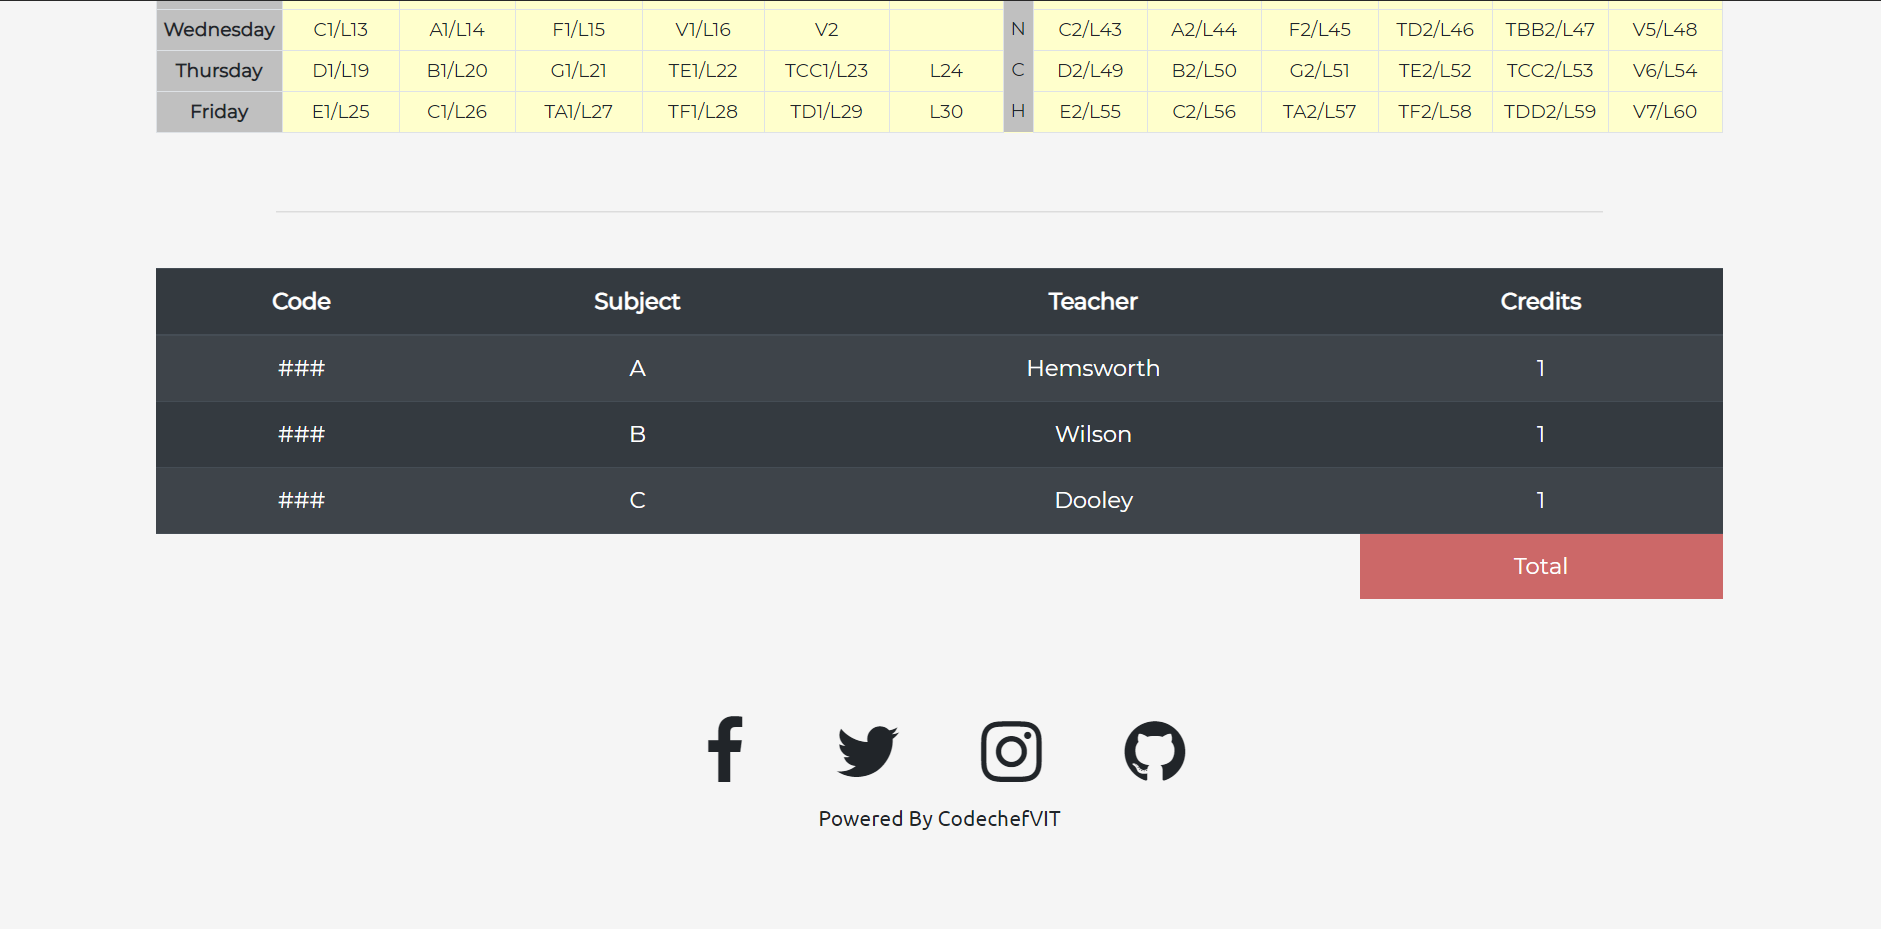 Wednesday C1/L13 A1/L14 F1/L15 V1/L16 V2 N C2/L43 A2/L44 F2/L45 TD2/L46 TBB2/L47 V5/L48
Thursday D1/L19 B1/L20 G1/L21 TE1/L22 TCC1/L23 L24 C D2/L49 B2/L50 G2/L51 TE2/L52 TCC2/L53 V6/L54
Friday E1/L25 C1/L26 TA1/L27 TF1/L28 TD1/L29 L30 H E2/L55 C2/L56 TA2/L57 TF2/L58 TDD2/L59 V7/L60
Code Subject Teacher Credits
### A Hemsworth 1
### B Wilson 1
### C Dooley 1
Total
Powered By CodechefVIT